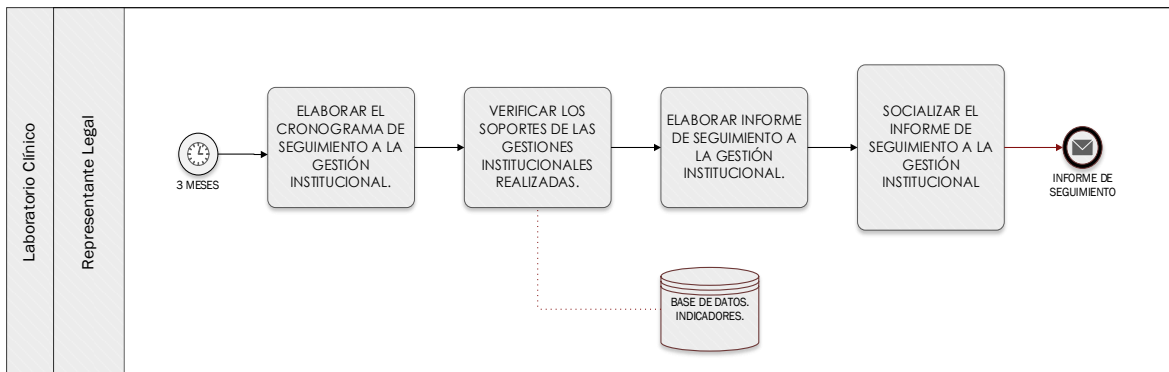 Laboratorio Clínico
Representante Legal
3 MESES
ELABORAR EL
CRONOGRAMA DE
SEGUIMIENTO A LA
GESTIÓN
INSTITUCIONAL.
VERIFICAR LOS
SOPORTES DE LAS
GESTIONES
INSTITUCIONALES
REALIZADAS.
ELABORAR INFORME
DE SEGUIMIENTO A
LA GESTIÓN
INSTITUCIONAL.
SOCIALIZAR EL
INFORME DE
SEGUIMIENTO A LA
GESTIÓN
INSTITUCIONAL
INFORME DE
SEGUIMIENTO
BASE DE DATOS.
INDICADORES.